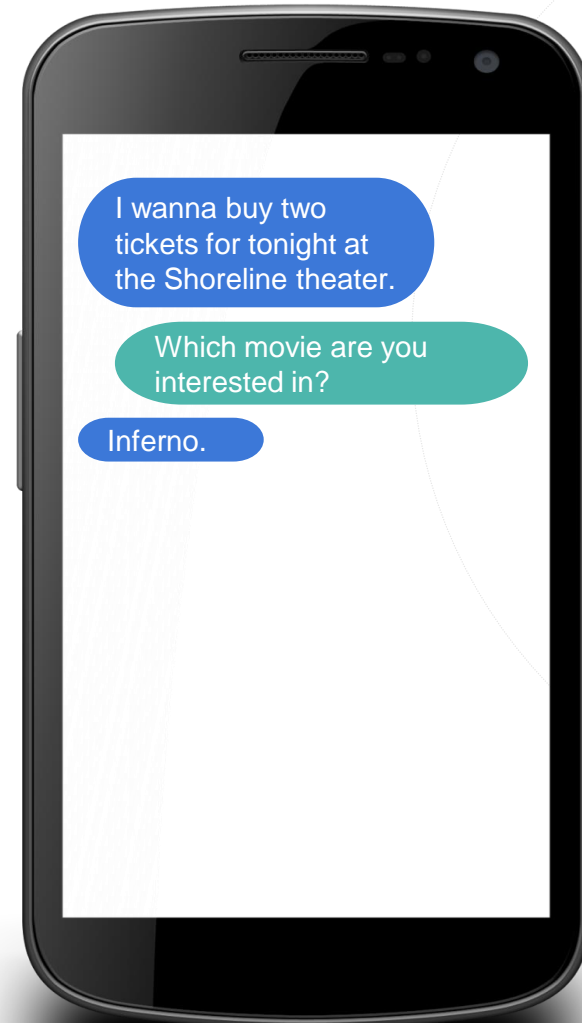 I wanna buy two
tickets for tonight at
the Shoreline theater.
Which movie are you
interested in?
Inferno.